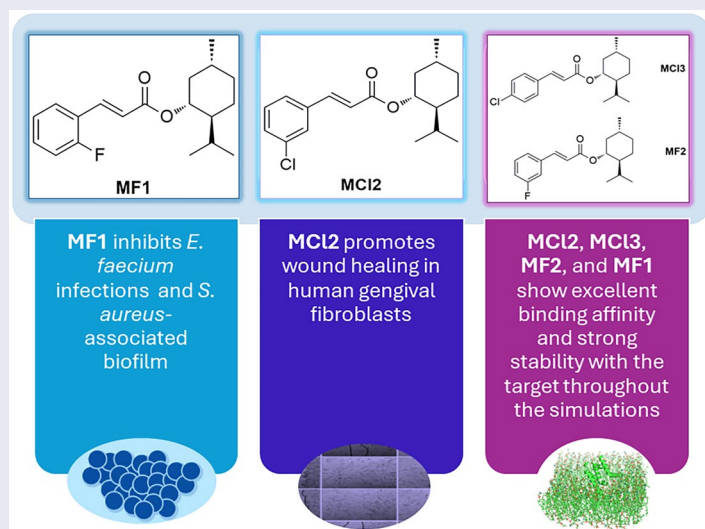 O
O
F
MF1
O
O
Cl
MCl2
O
O
Cl
MCl3
O
O
F
MF2
MF1 inhibits E.
faecium
infections and S.
aureus-
associated
biofilm
MCl2 promotes
wound healing in
human gengival
fibroblasts
MCl2, MCl3,
MF2, and MF1
show excellent
binding affinity
and strong
stability with the
target throughout
the simulations